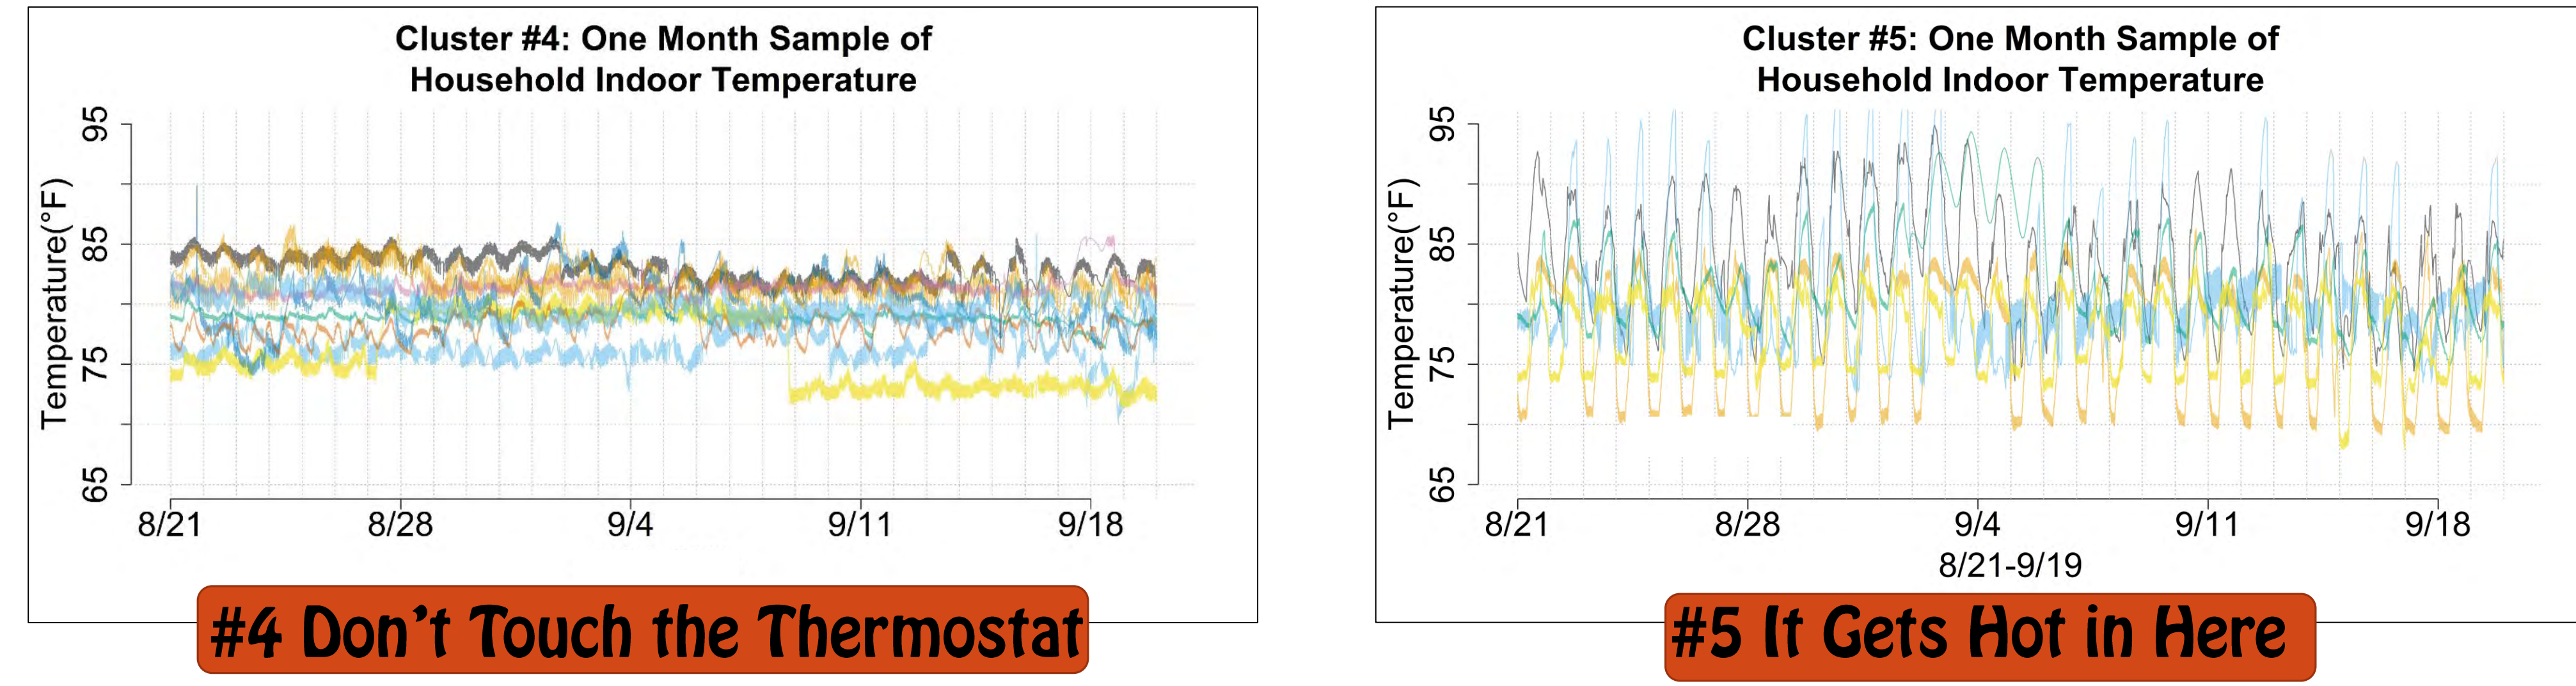 Cluster #4: One Month Sample of
Household Indoor Temperature
Temperature(°F)
95
85
75
65
8/21
8/28
9/4
9/11
9/18
#4 Don't Touch the Thermostat
Cluster #5: One Month Sample of
Household Indoor Temperature
Temperature(°F)
95
85
75
65
8/21
8/28
9/4
9/11
9/18
8/21-9/19
#5 It Gets Hot in Here